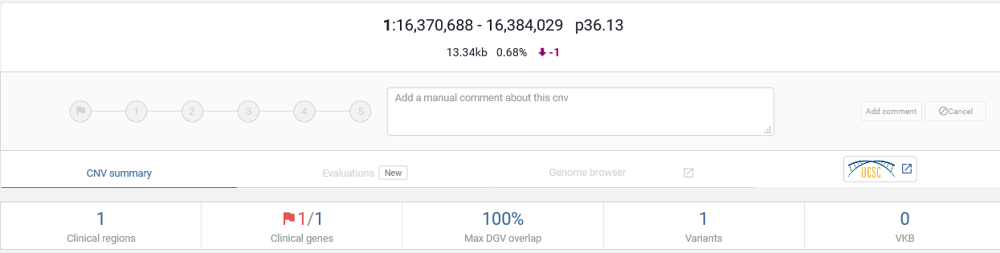 1:16,370,688 - 16,384,029 p36.13
13.34kb 0.68% -1
1 2 3 4 5
Add a manual comment about this cnv
Add comment Cancel
CNV summary Evaluations New Genome browser UCSC
1 1/1 100% 1 0
Clinical regions Clinical genes Max DGV overlap Variants VKB